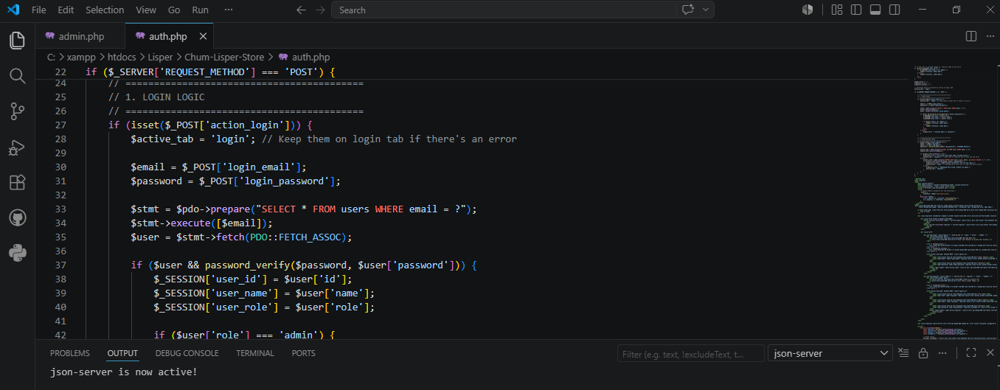 File Edit Selection View Go Run ··· Search
admin.php auth.php
C: > xampp > htdocs > Lisper > Chum-Lisper-Store > auth.php
22 if ($_SERVER['REQUEST_METHOD'] === 'POST') {
24 // ==========================================
25 // 1. LOGIN LOGIC
26 // ==========================================
27 if (isset($_POST['action_login'])) {
28 $active_tab = 'login'; // Keep them on login tab if there's an error
29
30 $email = $_POST['login_email'];
31 $password = $_POST['login_password'];
32
33 $stmt = $pdo->prepare("SELECT * FROM users WHERE email = ?");
34 $stmt->execute([$email]);
35 $user = $stmt->fetch(PDO::FETCH_ASSOC);
36
37 if ($user && password_verify($password, $user['password'])) {
38 $_SESSION['user_id'] = $user['id'];
39 $_SESSION['user_name'] = $user['name'];
40 $_SESSION['user_role'] = $user['role'];
41
42 if ($user['role'] === 'admin') {
PROBLEMS OUTPUT DEBUG CONSOLE TERMINAL PORTS Filter (e.g. text, !excludeText, t... json-server
json-server is now active!